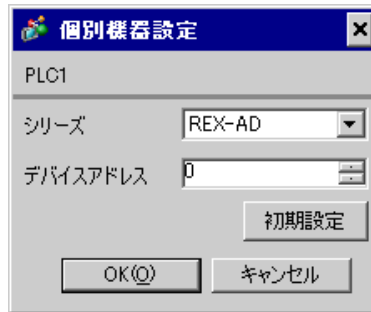 個別機器設定
PLC1
シリーズ REX-AD
デバイスアドレス 0
初期設定
OK(O) キャンセル